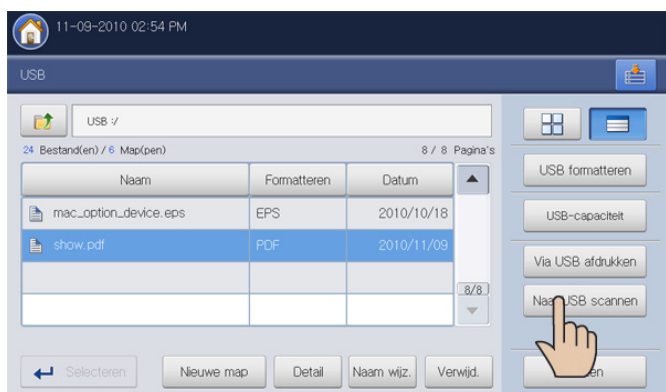 11-09-2010 02:54 PM
USB
USB :/
24 Bestand(en) / 6 Map(pen) 8 / 8 Pagina's
Naam Formatteren Datum
mac_option_device.eps EPS 2010/10/18
show.pdf PDF 2010/11/09
8/8
USB formatteren
USB-capaciteit
Via USB afdrukken
Naar USB scannen
Selecteren Nieuwe map Detail Naam wijz. Verwijd.